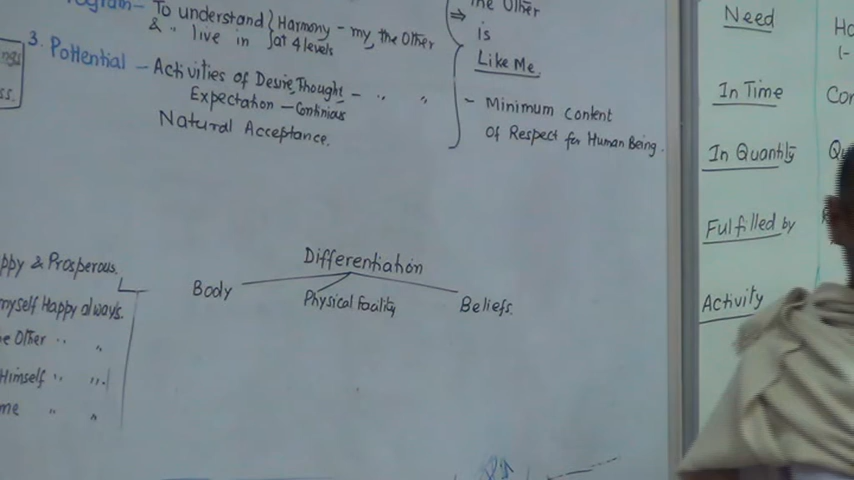 To understand } Harmony - my, the Other
& " live in } at 4 levels
3. Pottential - Activities of Desire, Thought - " "
Expectation - Continious
Natural Acceptance.
the Other
⇒ is
Like Me.
- Minimum content
of Respect for Human Being.
ppy & Prosperous.
myself Happy always.
Other " "
Himself " "
me " "
Differentiation
Body
Physical Facility
Beliefs.
Need
In Time
In Quantity
Fulfilled by
Activity